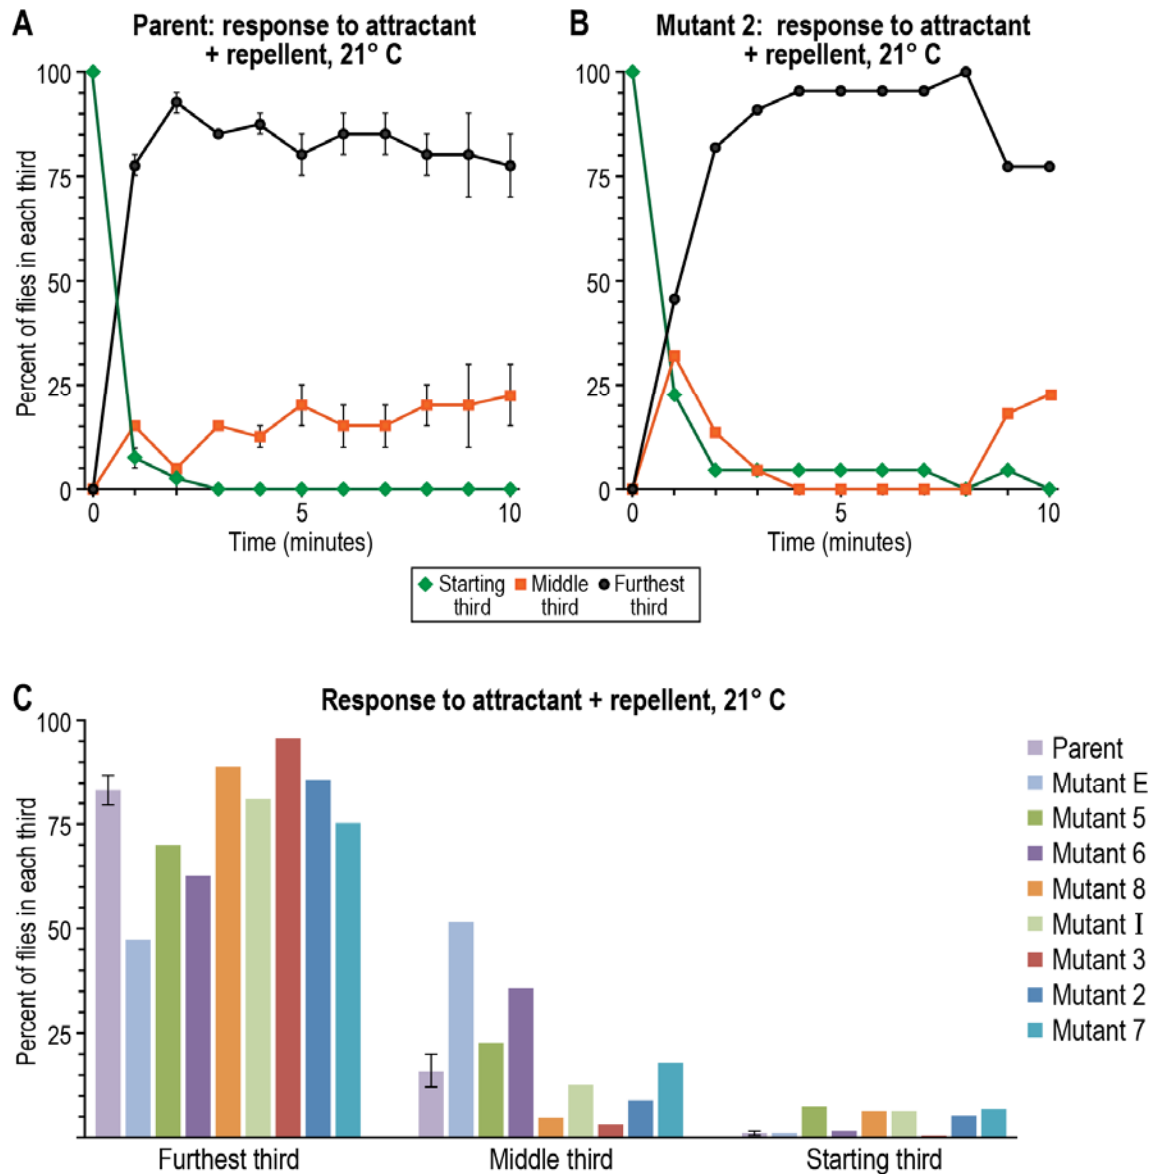 A
Parent: response to attractant
+ repellent, 21° C
100
75
50
25
0
Percent of flies in each third
0
5
10
Time (minutes)
B
Mutant 2: response to attractant
+ repellent, 21° C
100
75
50
25
0
0
5
10
Time (minutes)
Starting third
Middle third
Furthest third
C
Response to attractant + repellent, 21° C
100
75
50
25
Percent of flies in each third
Furthest third
Middle third
Starting third
Parent
Mutant E
Mutant 5
Mutant 6
Mutant 8
Mutant I
Mutant 3
Mutant 2
Mutant 7